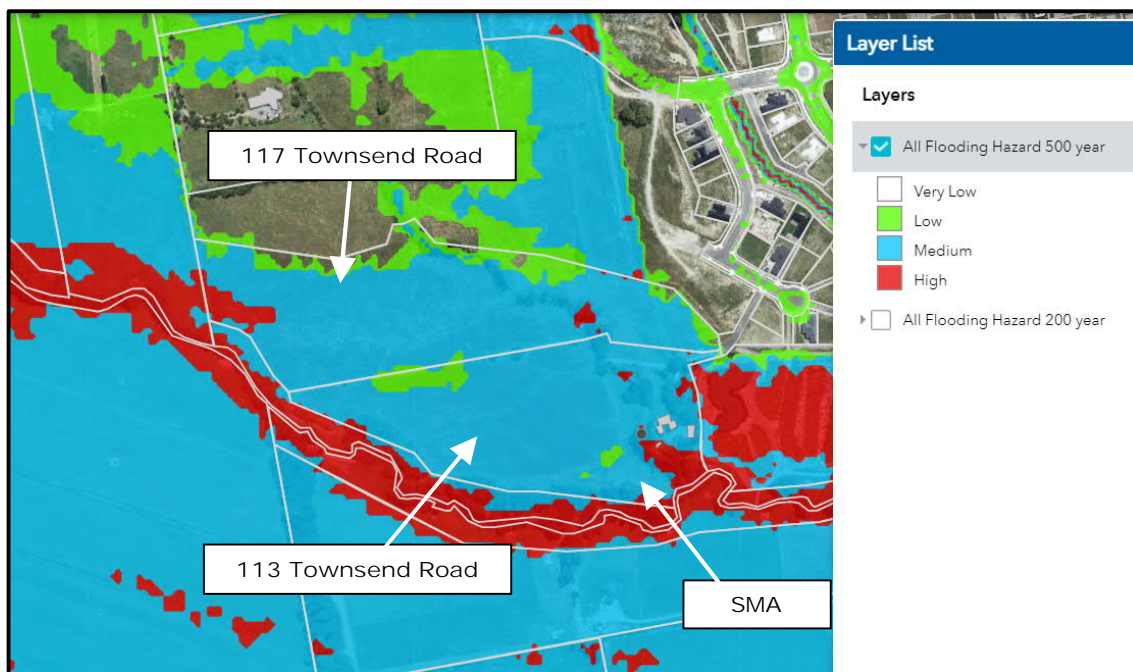 117 Townsend Road
113 Townsend Road
SMA
Layer List
Layers
All Flooding Hazard 500 year
Very Low
Low
Medium
High
All Flooding Hazard 200 year